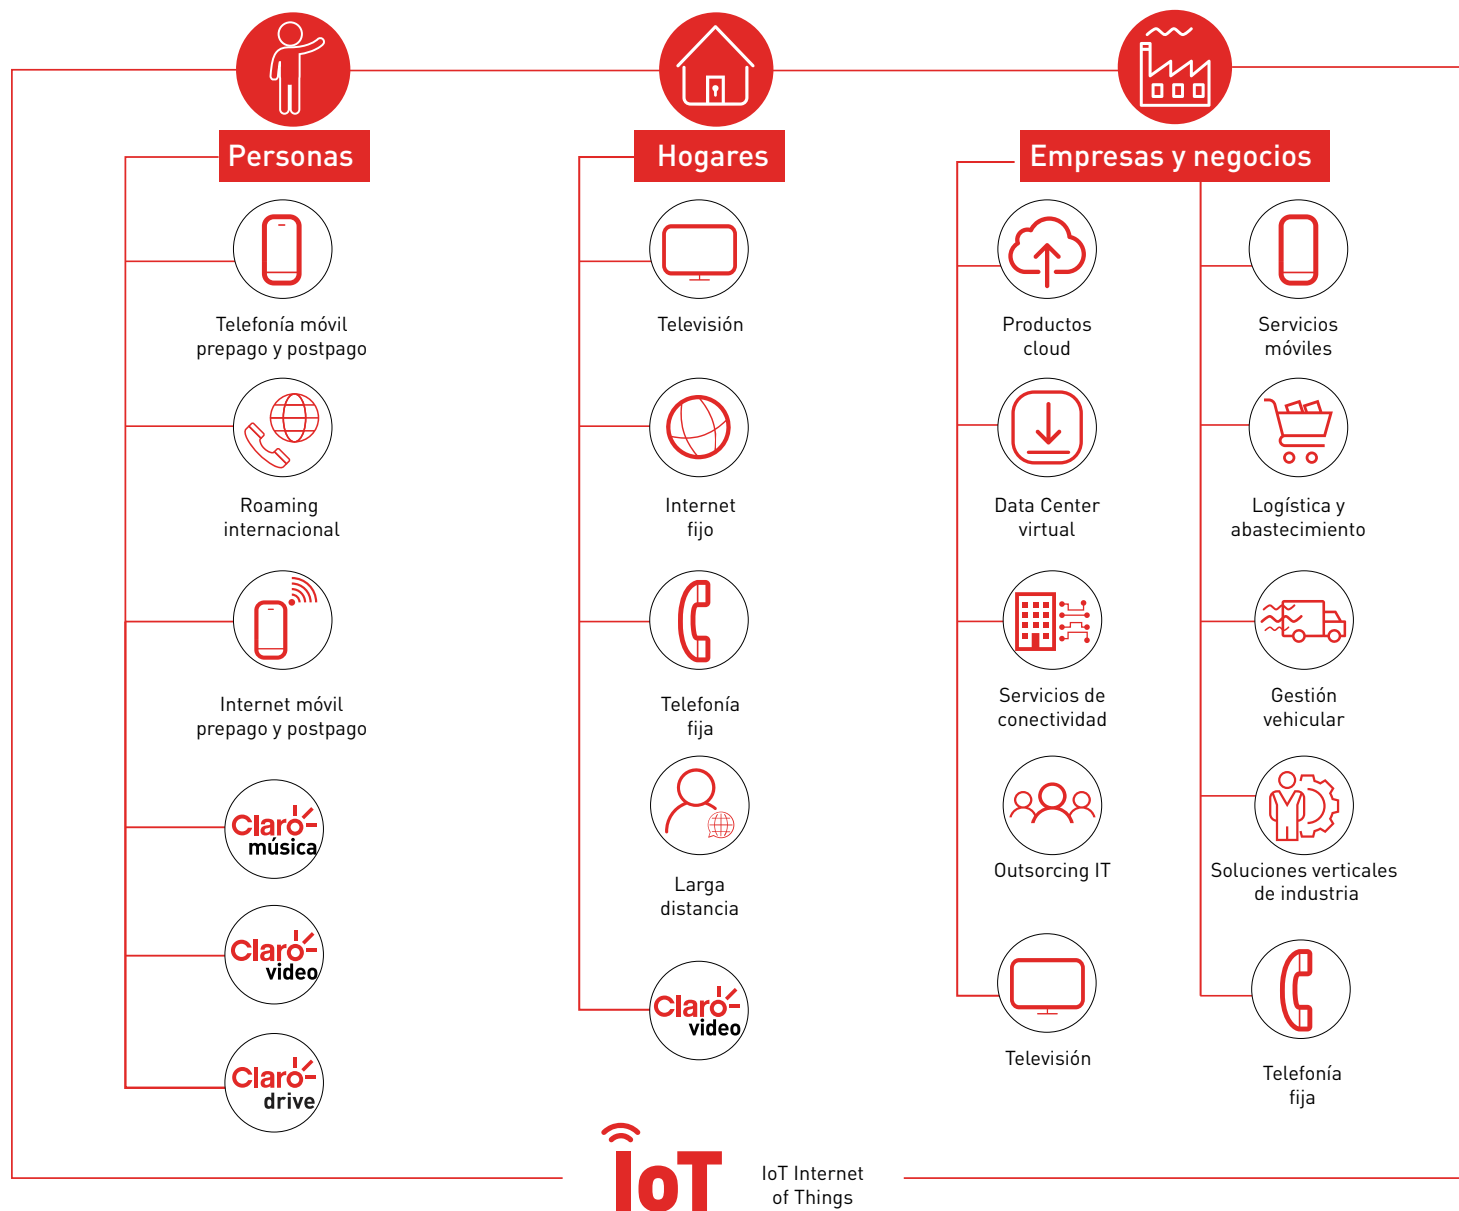 Personas
Telefonía móvil
prepago y postpago
Roaming
internacional
Internet móvil
prepago y postpago
Claro
música
Claro
video
Claro
drive
Hogares
Televisión
Internet
fijo
Telefonía
fija
Larga
distancia
Claro
video
Empresas y negocios
Productos
cloud
Data Center
virtual
Servicios de
conectividad
Outsorcing IT
Televisión
Servicios
móviles
Logística y
abastecimiento
Gestión
vehicular
Soluciones verticales
de industria
Telefonía
fija
IoT
IoT Internet
of Things